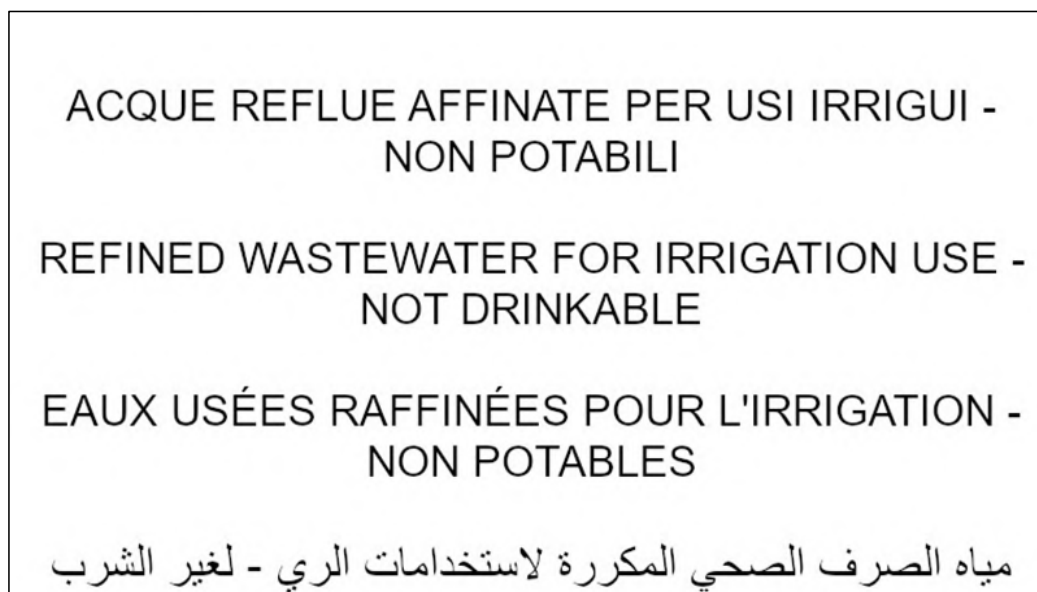 ACQUE REFLUE AFFINATE PER USI IRRIGUI -
NON POTABILI
REFINED WASTEWATER FOR IRRIGATION USE -
NOT DRINKABLE
EAUX USÉES RAFFINÉES POUR L'IRRIGATION -
NON POTABLES
مياه الصرف الصحي المكررة لاستخدامات الري - لغير الشرب